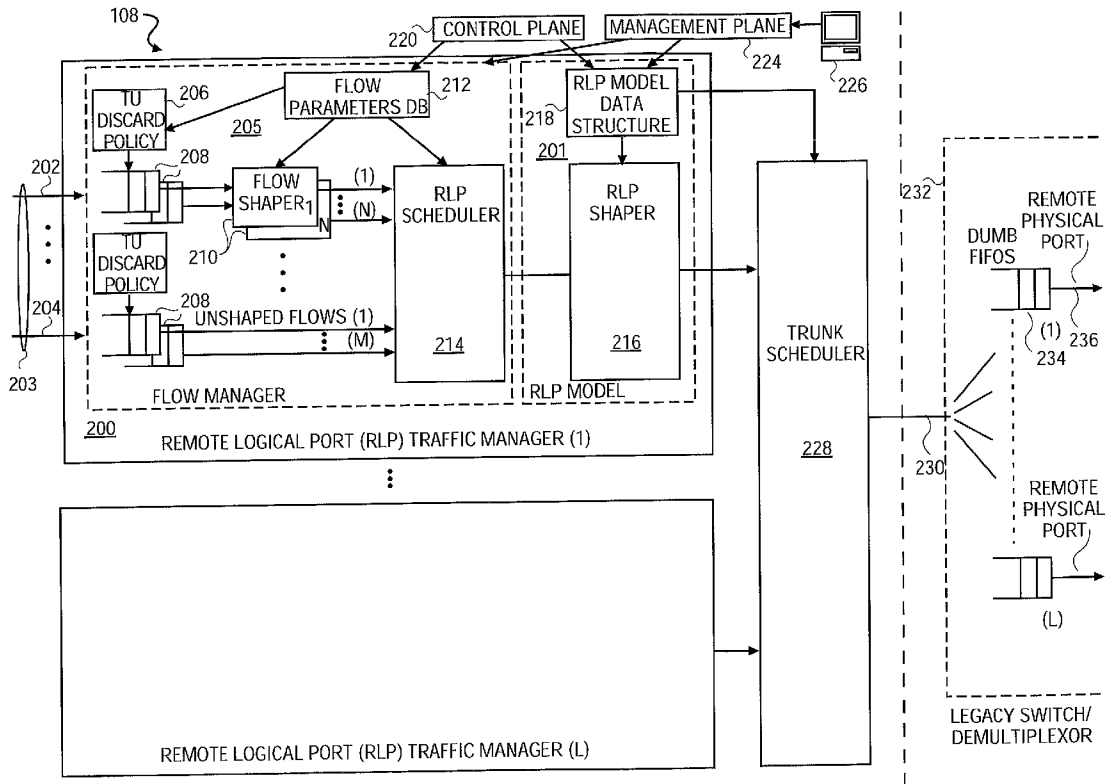 108
220
CONTROL PLANE
MANAGEMENT PLANE
224
226
206
TU
DISCARD
POLICY
FLOW
PARAMETERS DB
212
205
RLP MODEL
DATA
STRUCTURE
218
201
202
208
FLOW
SHAPER1
N
210
(1)
(N)
RLP
SCHEDULER
214
RLP
SHAPER
216
TU
DISCARD
POLICY
208
204
203
UNSHAPED FLOWS (1)
(M)
FLOW MANAGER
RLP MODEL
200
REMOTE LOGICAL PORT (RLP) TRAFFIC MANAGER (1)
TRUNK
SCHEDULER
228
230
232
REMOTE
PHYSICAL
PORT
DUMB
FIFOS
(1)
234
236
REMOTE
PHYSICAL
PORT
(L)
LEGACY SWITCH/
DEMULTIPLEXOR
REMOTE LOGICAL PORT (RLP) TRAFFIC MANAGER (L)